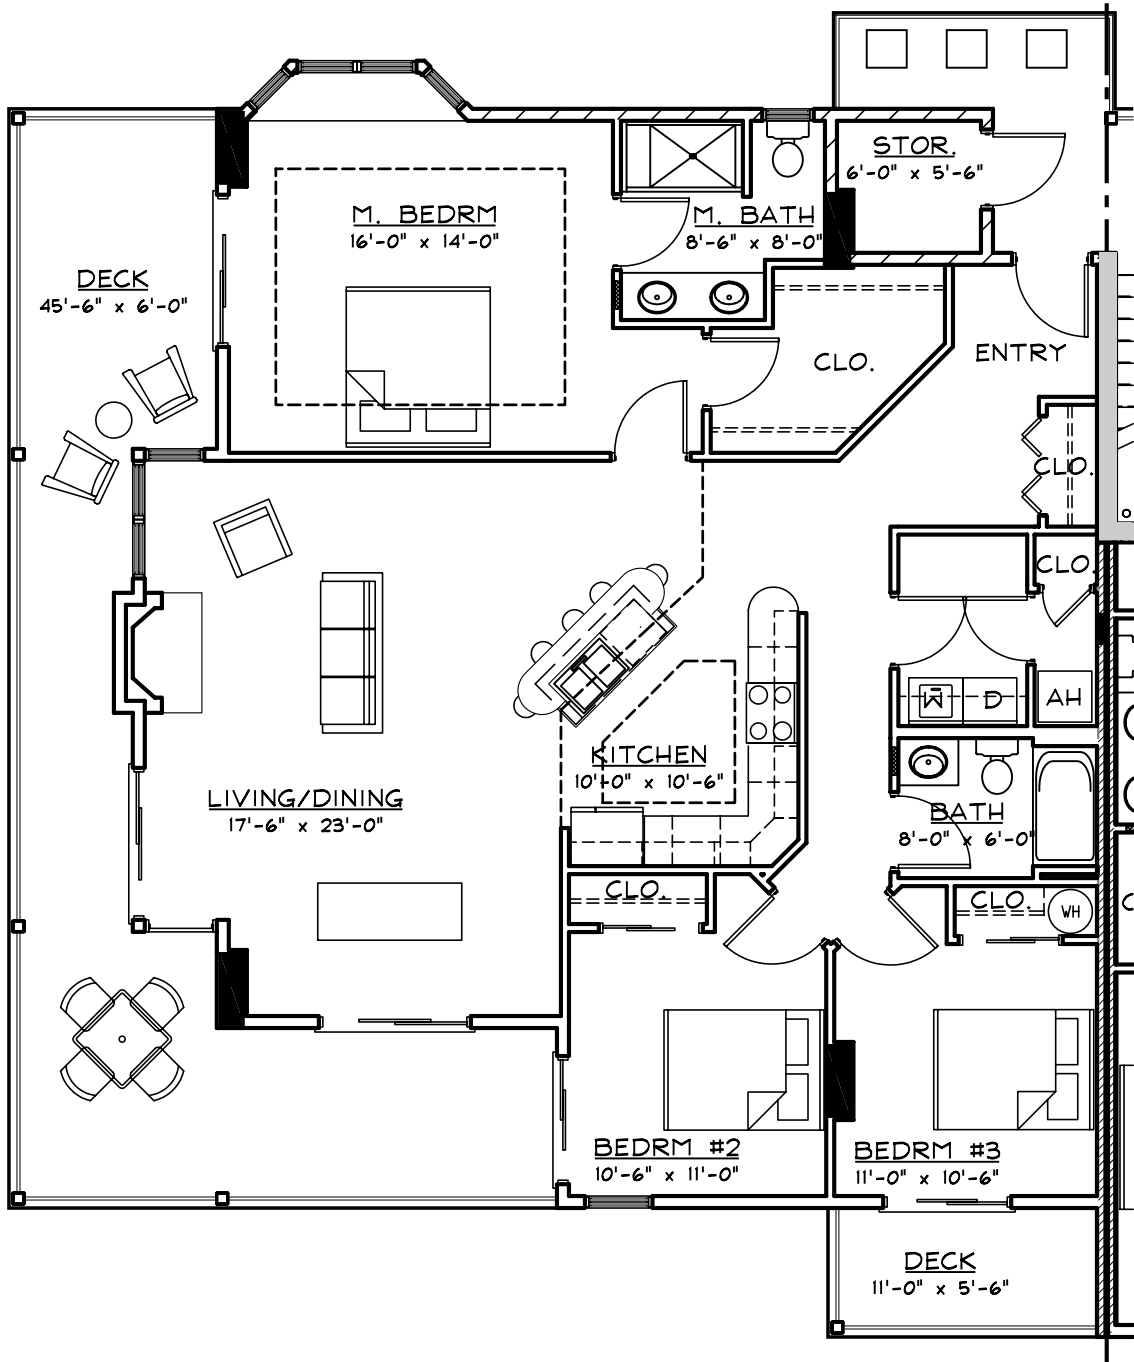 STOR.
6'-0" x 5'-6"
M. BEDRM
16'-0" x 14'-0"
M. BATH
8'-6" x 8'-0"
DECK
45'-6" x 6'-0"
ENTRY
CLO.
CLO.
CLO.
W
D
AH
KITCHEN
10'-0" x 10'-6"
LIVING/DINING
17'-6" x 23'-0"
BATH
8'-0" x 6'-0"
CLO.
CLO.
WH
BEDRM #2
10'-6" x 11'-0"
BEDRM #3
11'-0" x 10'-6"
DECK
11'-0" x 5'-6"